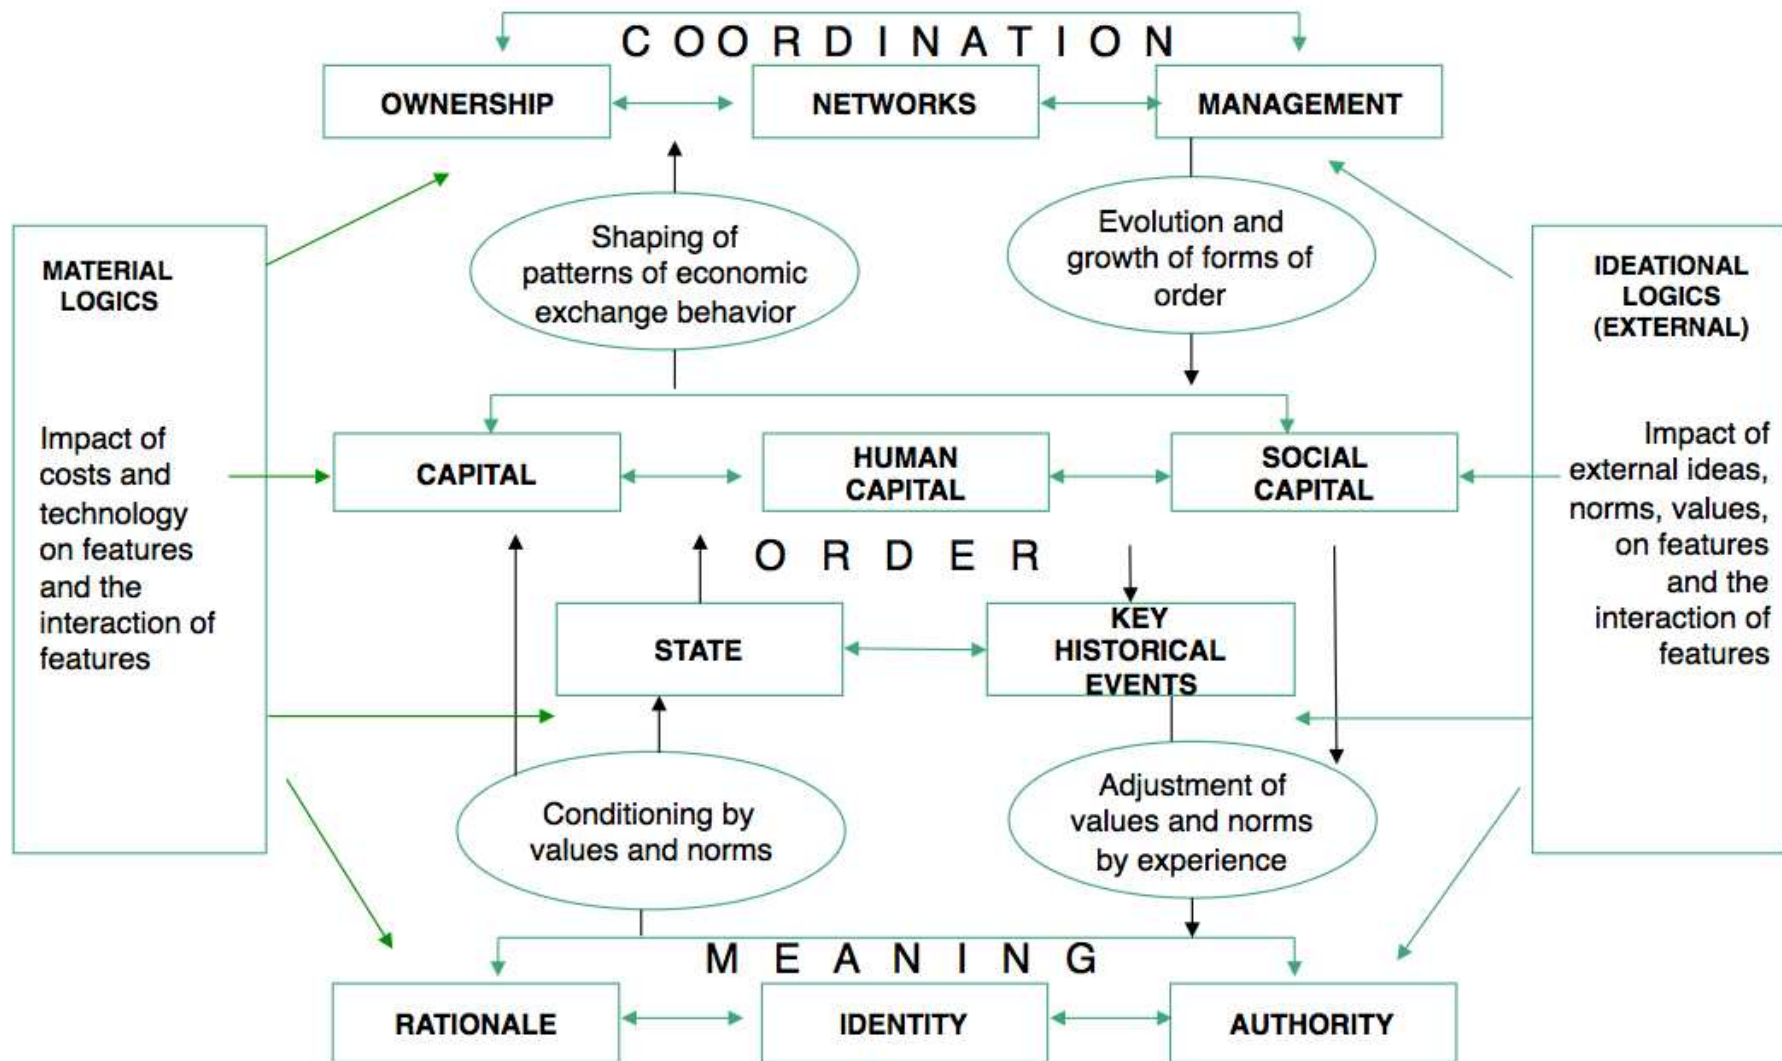 C O O R D I N A T I O N
OWNERSHIP
NETWORKS
MANAGEMENT
Shaping of
patterns of economic
exchange behavior
Evolution and
growth of forms of
order
MATERIAL
LOGICS
Impact of
costs and
technology
on features
and the
interaction of
features
IDEATIONAL
LOGICS
(EXTERNAL)
Impact of
external ideas,
norms, values,
on features
and the
interaction of
features
CAPITAL
HUMAN
CAPITAL
SOCIAL
CAPITAL
O R D E R
STATE
KEY
HISTORICAL
EVENTS
Conditioning by
values and norms
Adjustment of
values and norms
by experience
M E A N I N G
RATIONALE
IDENTITY
AUTHORITY